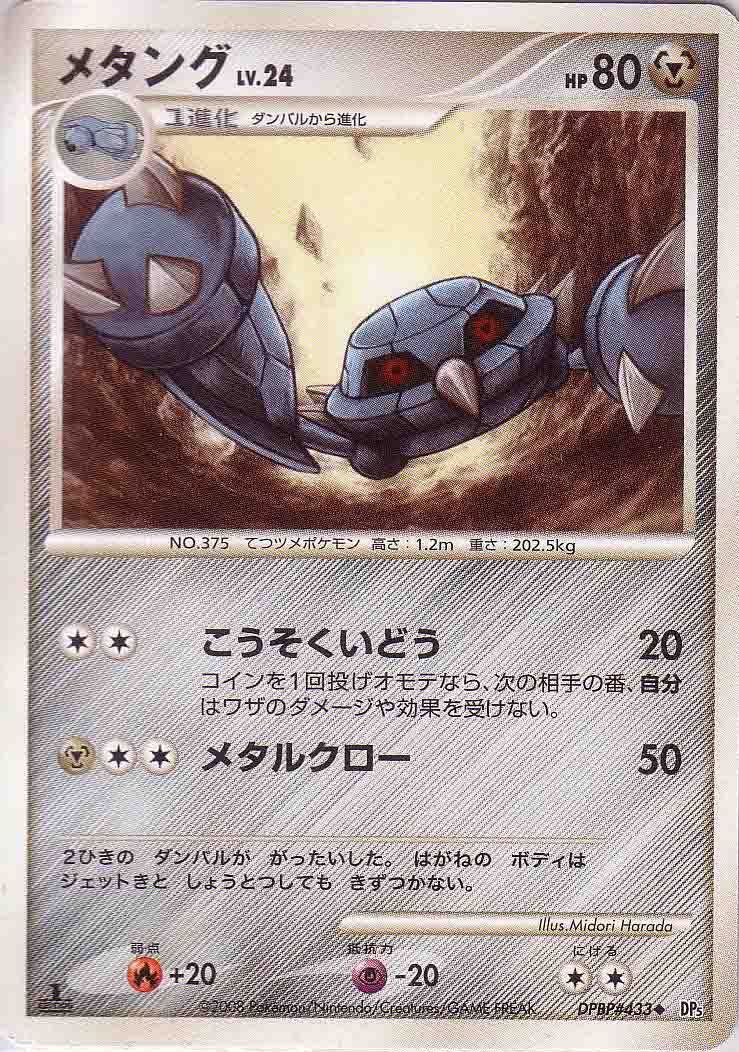 メタング LV.24 HP 80
1進化 ダンバルから進化
NO.375 てつツメポケモン 高さ：1.2m 重さ：202.5kg
こうそくいどう 20
コインを1回投げオモテなら、次の相手の番、自分
はワザのダメージや効果を受けない。
メタルクロー 50
2ひきの ダンバルが がったいした。 はがねの ボディは
ジェットきと しょうとつしても きずつかない。
Illus.Midori Harada
弱点 抵抗力 にげる
+20 -20
©2008 Pokémon/Nintendo/Creatures/GAME FREAK. DPBP#433 DP5
1